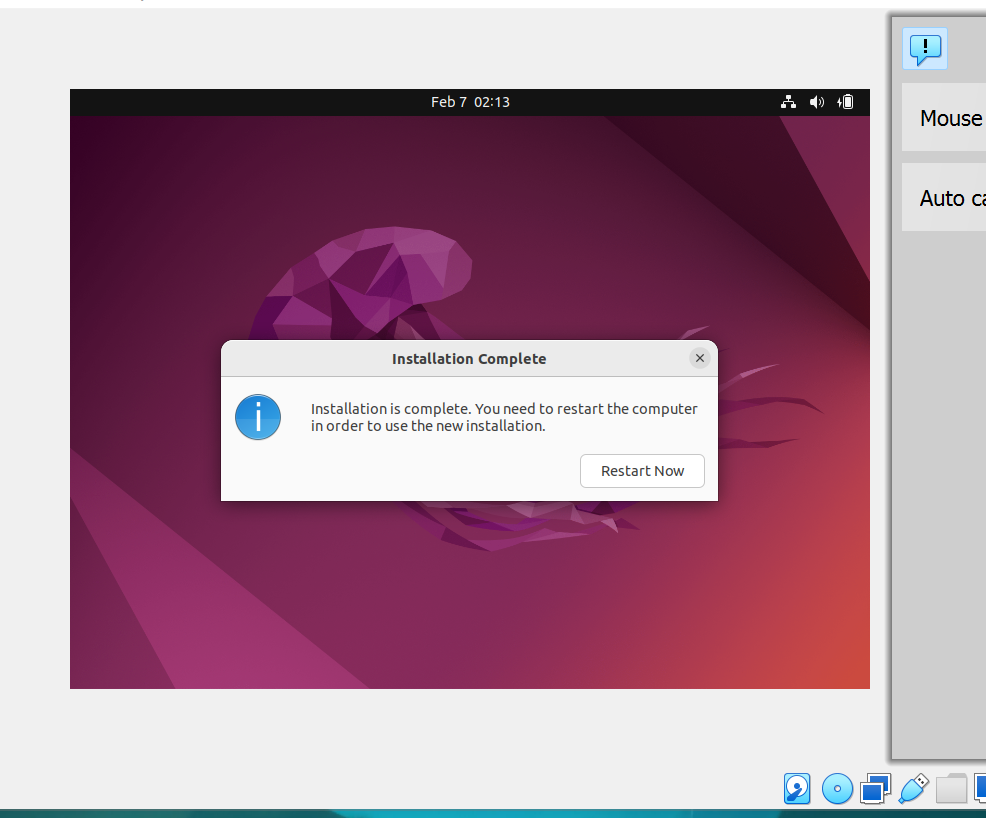 Feb 7 02:13
Mouse
Auto ca
Installation Complete
Installation is complete. You need to restart the computer
in order to use the new installation.
Restart Now